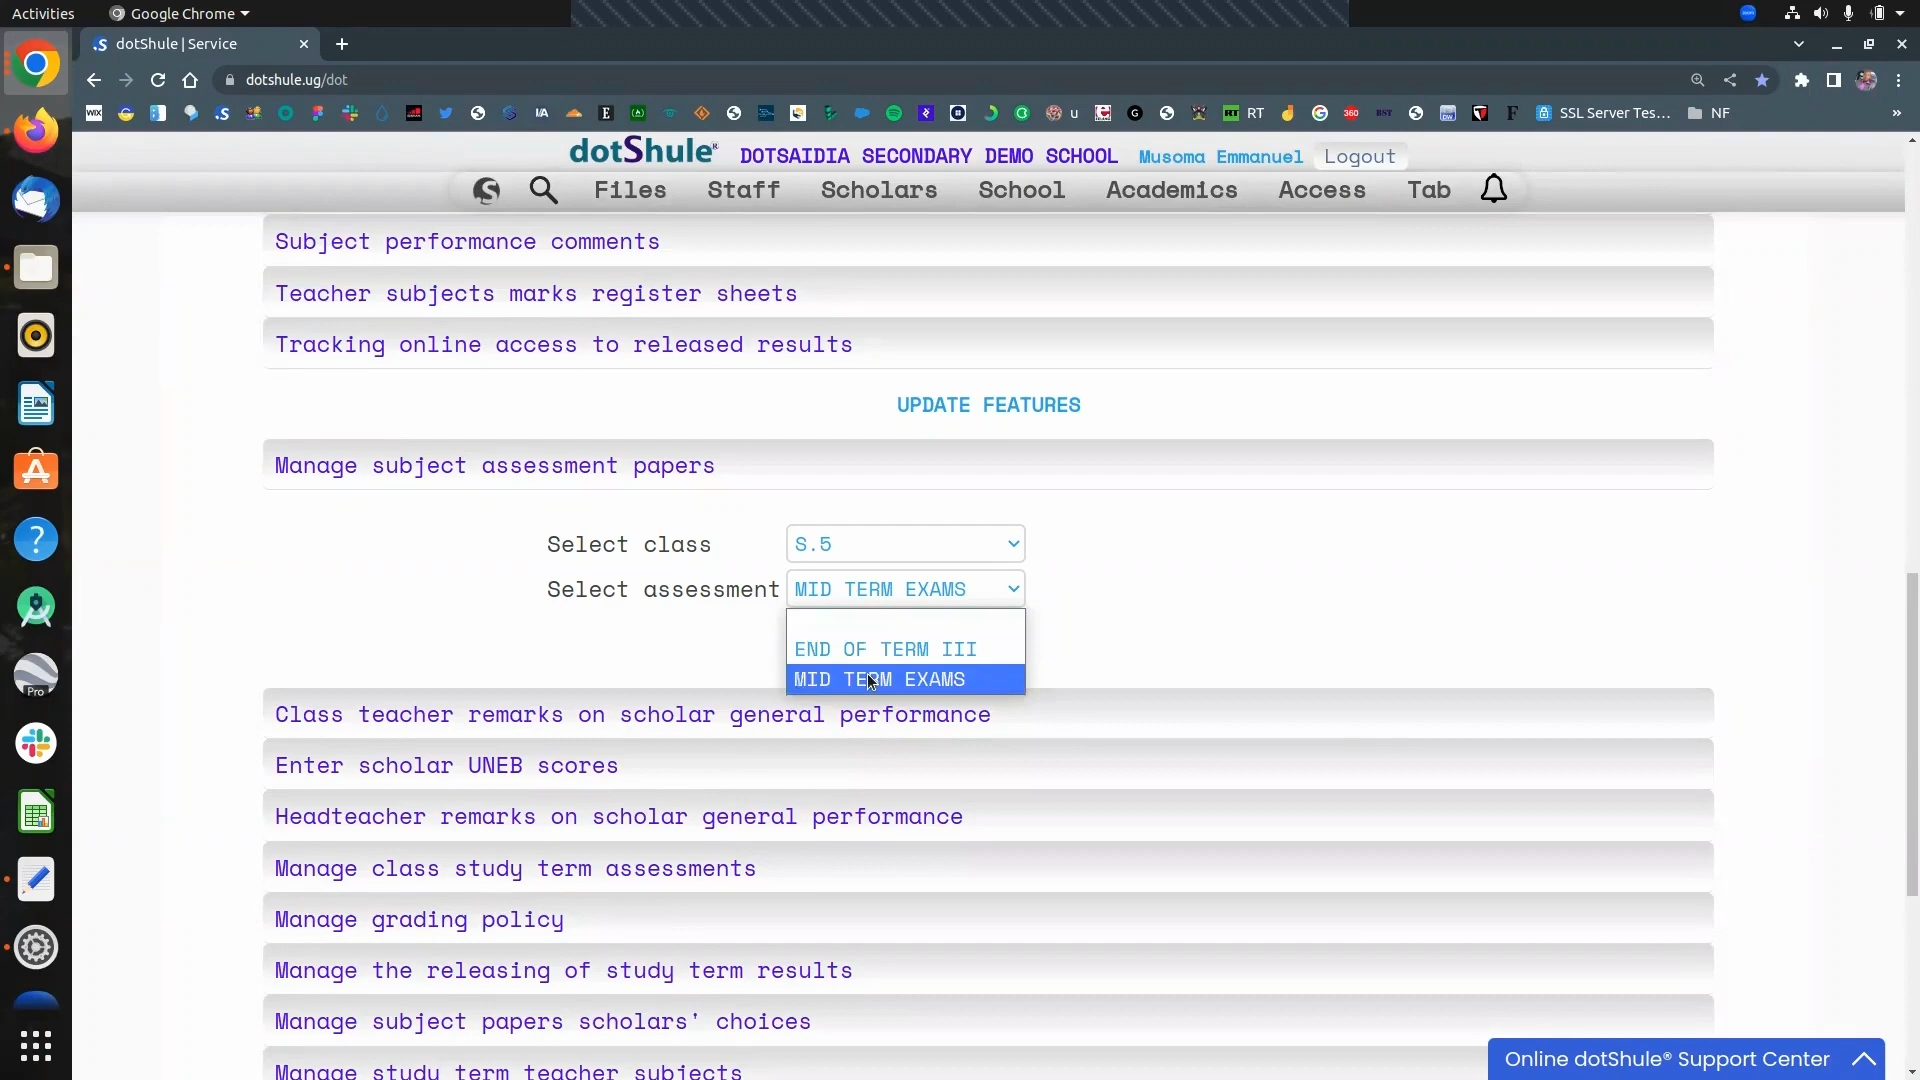 Activities
Google Chrome
dotShule | Service
dotshule.ug/dot
WIX
I/A
E
u
G
RT
G
360
BST
DW
F
SSL Server Tes...
NF
»
dotShule®
DOTSAIDIA SECONDARY DEMO SCHOOL
Musoma Emmanuel
Logout
Files
Staff
Scholars
School
Academics
Access
Tab
Subject performance comments
Teacher subjects marks register sheets
Tracking online access to released results
UPDATE FEATURES
Manage subject assessment papers
Select class
S.5
Select assessment
MID TERM EXAMS
END OF TERM III
MID TERM EXAMS
Class teacher remarks on scholar general performance
Enter scholar UNEB scores
Headteacher remarks on scholar general performance
Manage class study term assessments
Manage grading policy
Manage the releasing of study term results
Manage subject papers scholars' choices
Manage study term teacher subjects
Pro
Online dotShule® Support Center